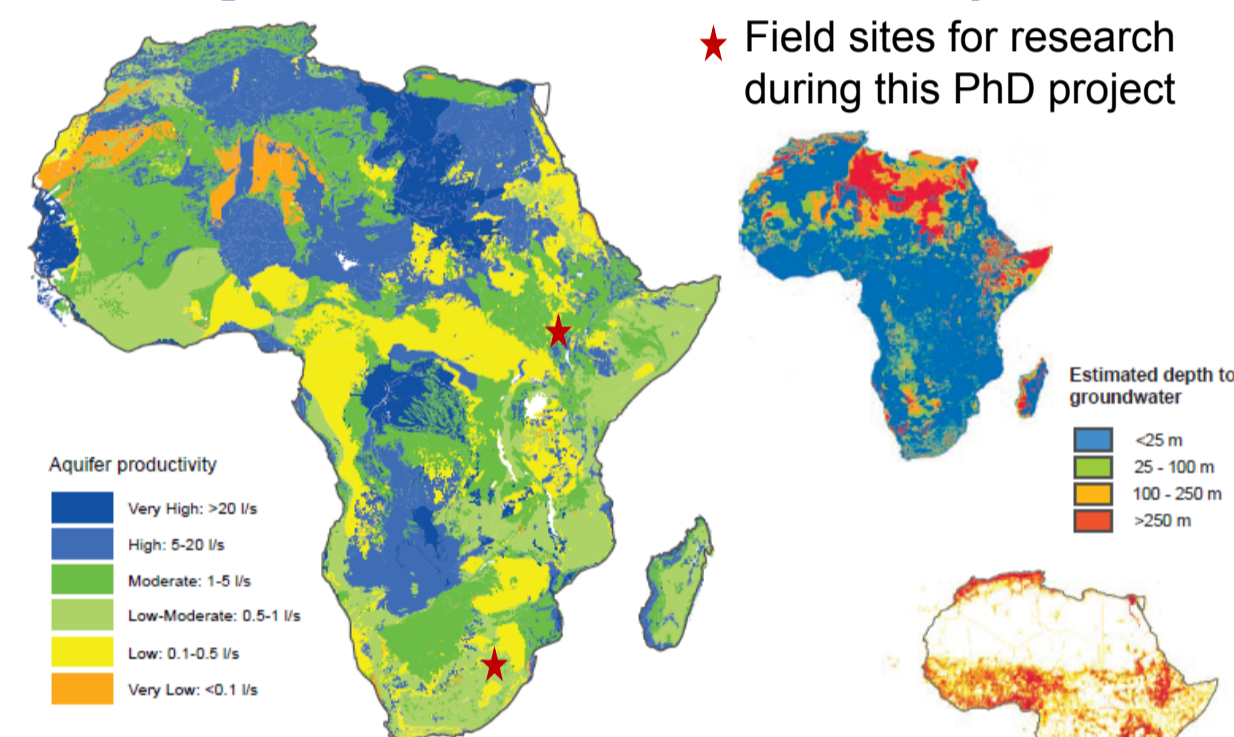 Field sites for research
during this PhD project
Estimated depth to
groundwater
<25 m
25 - 100 m
100 - 250 m
>250 m
Aquifer productivity
Very High: >20 l/s
High: 5-20 l/s
Moderate: 1-5 l/s
Low-Moderate: 0.5-1 l/s
Low: 0.1-0.5 l/s
Very Low: <0.1 l/s